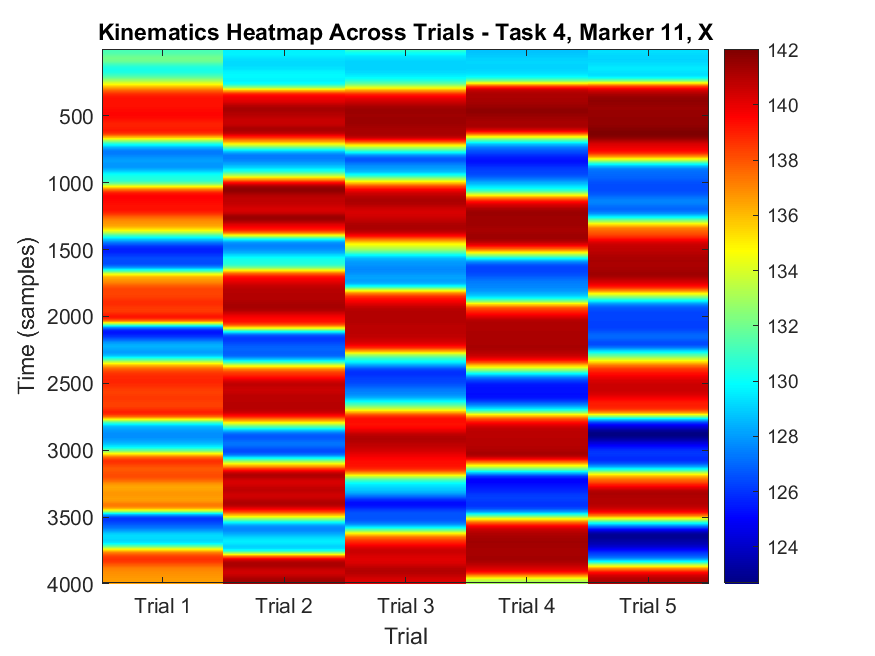 Kinematics Heatmap Across Trials - Task 4, Marker 11, X
500
1000
1500
2000
2500
3000
3500
4000
Time (samples)
Trial 1
Trial 2
Trial 3
Trial 4
Trial 5
Trial
142
140
138
136
134
132
130
128
126
124